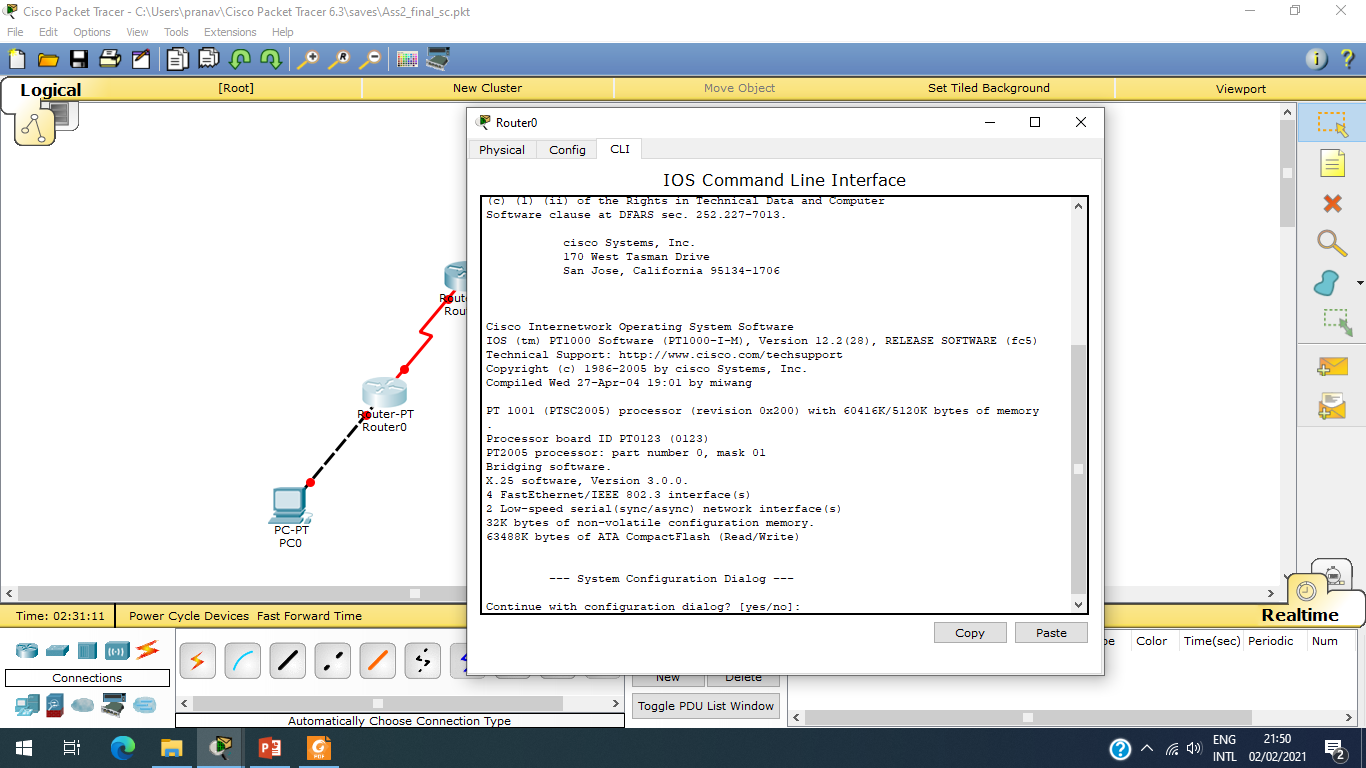 Cisco Packet Tracer - C:\Users\pranav\Cisco Packet Tracer 6.3\saves\Ass2_final_sc.pkt
File Edit Options View Tools Extensions Help
Logical [Root] New Cluster Move Object Set Tiled Background Viewport
Router0
Physical Config CLI
IOS Command Line Interface
(c) (1) (ii) of the Rights in Technical Data and Computer
Software clause at DFARS sec. 252.227-7013.
cisco Systems, Inc.
170 West Tasman Drive
San Jose, California 95134-1706
Cisco Internetwork Operating System Software
IOS (tm) PT1000 Software (PT1000-I-M), Version 12.2(28), RELEASE SOFTWARE (fc5)
Technical Support: http://www.cisco.com/techsupport
Copyright (c) 1986-2005 by cisco Systems, Inc.
Compiled Wed 27-Apr-04 19:01 by miwang
PT 1001 (PTSC2005) processor (revision 0x200) with 60416K/5120K bytes of memory
.
Processor board ID PT0123 (0123)
PT2005 processor: part number 0, mask 01
Bridging software.
X.25 software, Version 3.0.0.
4 FastEthernet/IEEE 802.3 interface(s)
2 Low-speed serial(sync/async) network interface(s)
32K bytes of non-volatile configuration memory.
63488K bytes of ATA CompactFlash (Read/Write)
--- System Configuration Dialog ---
Continue with configuration dialog? [yes/no]:
Copy Paste
Rout
Rou
Router-PT
Router0
PC-PT
PC0
Time: 02:31:11 Power Cycle Devices Fast Forward Time Realtime
Connections
Automatically Choose Connection Type
New Delete
Toggle PDU List Window
pe Color Time(sec) Periodic Num
ENG
INTL
21:50
02/02/2021
2